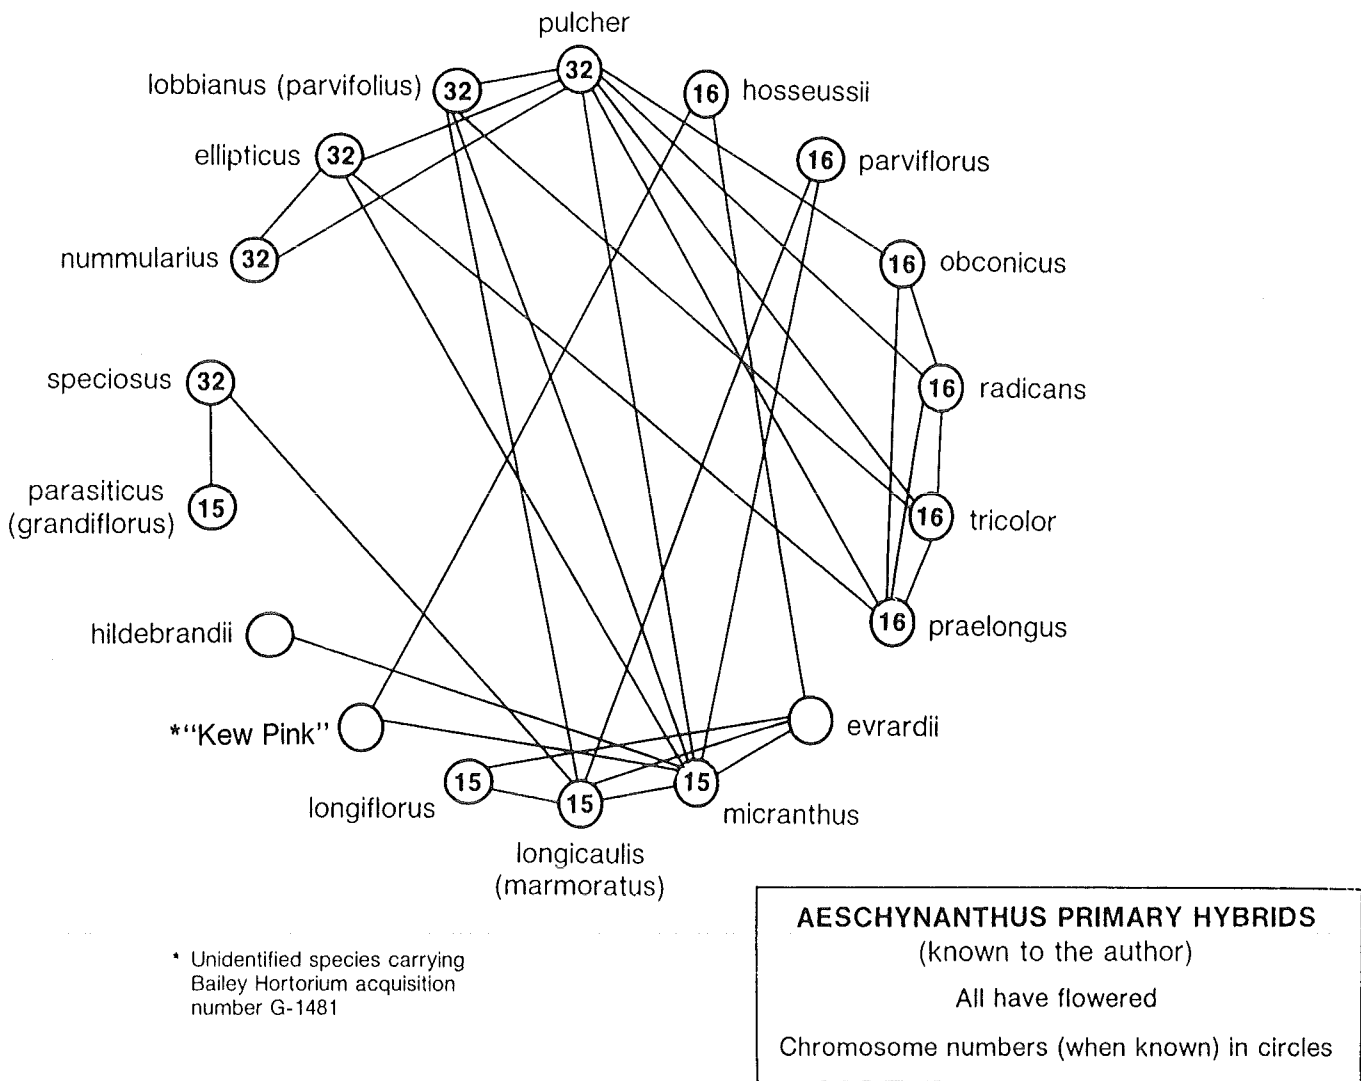 pulcher
32
lobbianus (parvifolius)
32
16
hosseussii
ellipticus
32
16
parviflorus
nummularius
32
16
obconicus
speciosus
32
16
radicans
parasiticus
(grandiflorus)
15
16
tricolor
16
praelongus
hildebrandii
*"Kew Pink"
evrardii
15
longiflorus
15
longicaulis
(marmoratus)
15
micranthus
* Unidentified species carrying
Bailey Hortorium acquisition
number G-1481
AESCHYNANTHUS PRIMARY HYBRIDS
(known to the author)
All have flowered
Chromosome numbers (when known) in circles